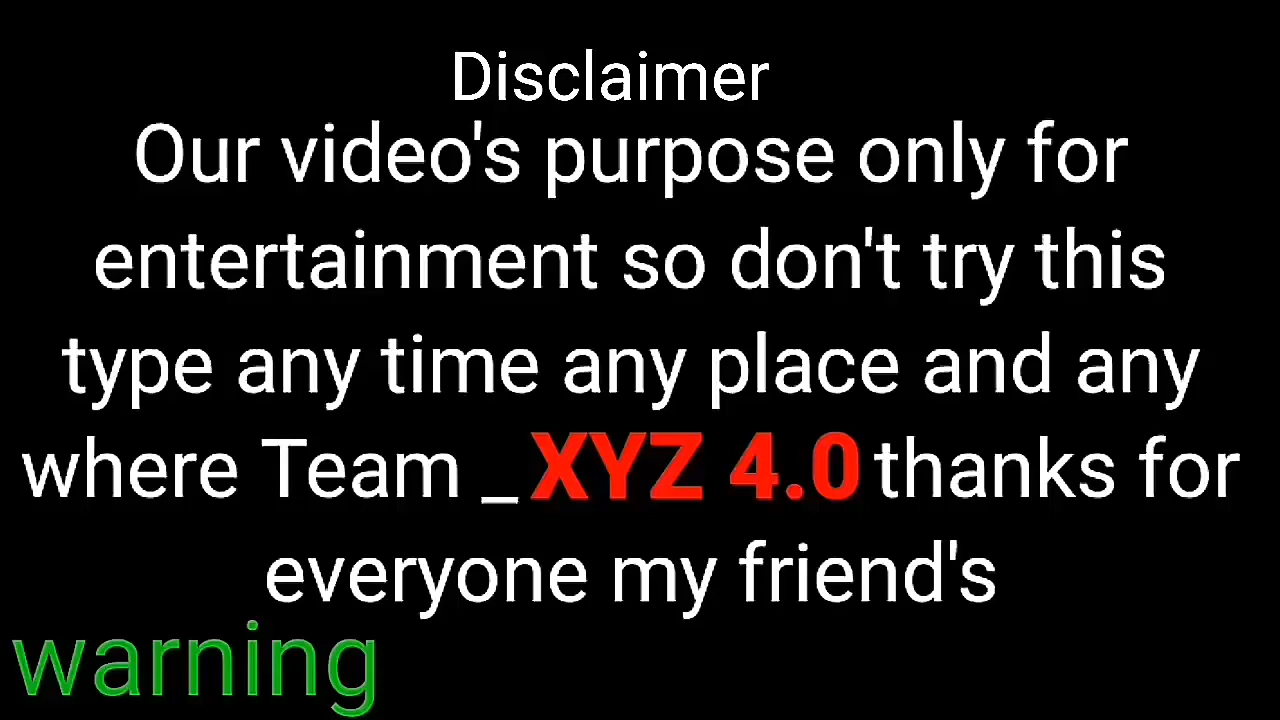 Disclaimer
Our video's purpose only for
entertainment so don't try this
type any time any place and any
where Team _XYZ 4.0 thanks for
everyone my friend's
warning